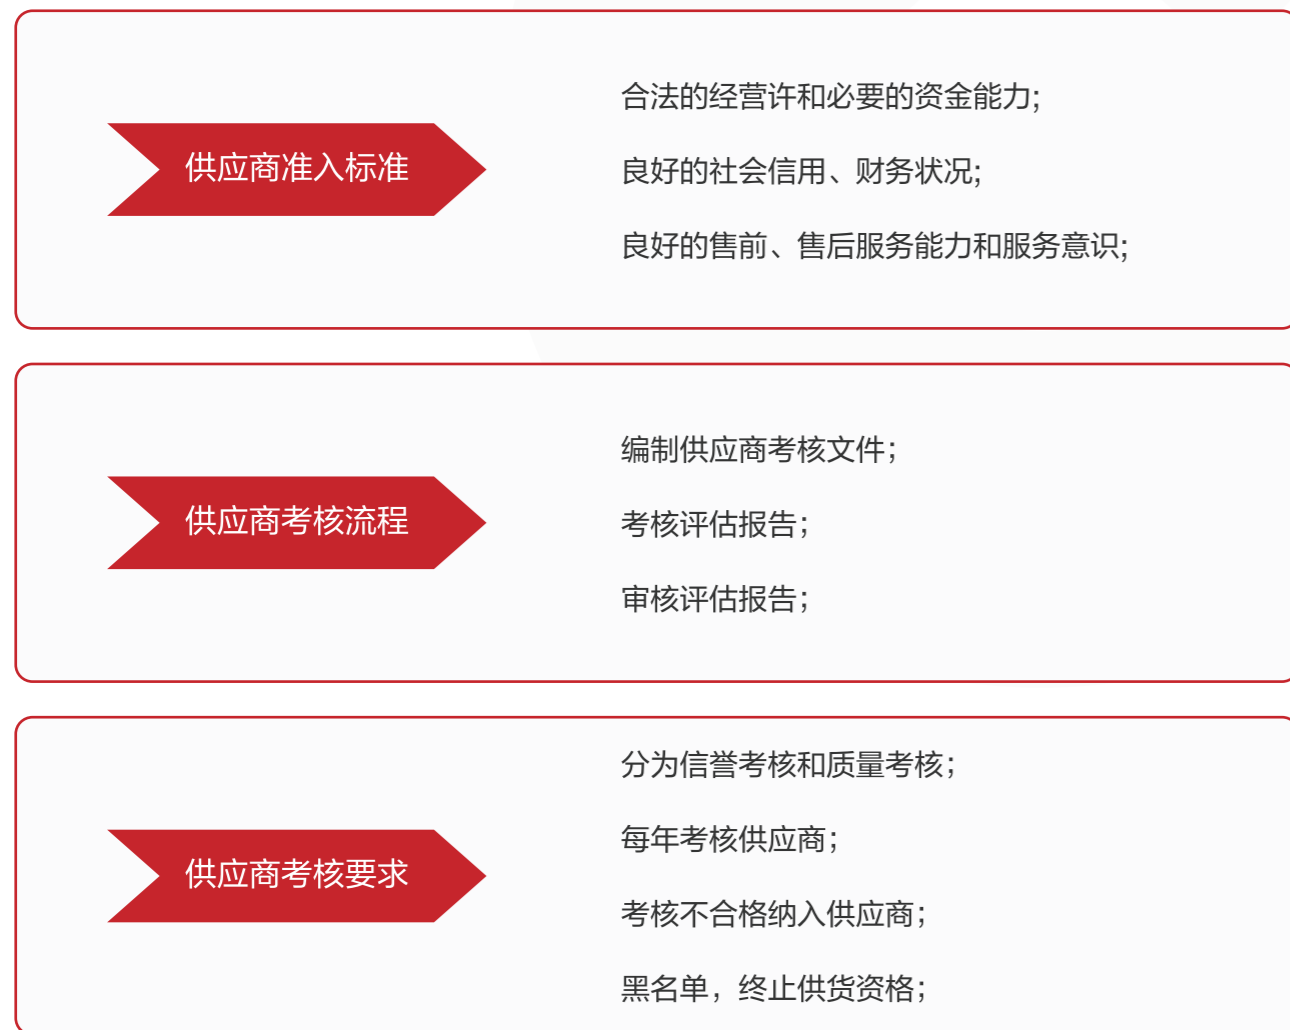 供应商准入标准
合法的经营许和必要的资金能力;
良好的社会信用、财务状况;
良好的售前、售后服务能力和服务意识;
供应商考核流程
编制供应商考核文件；
考核评估报告；
审核评估报告；
供应商考核要求
分为信誉考核和质量考核；
每年考核供应商；
考核不合格纳入供应商；
黑名单，终止供货资格；